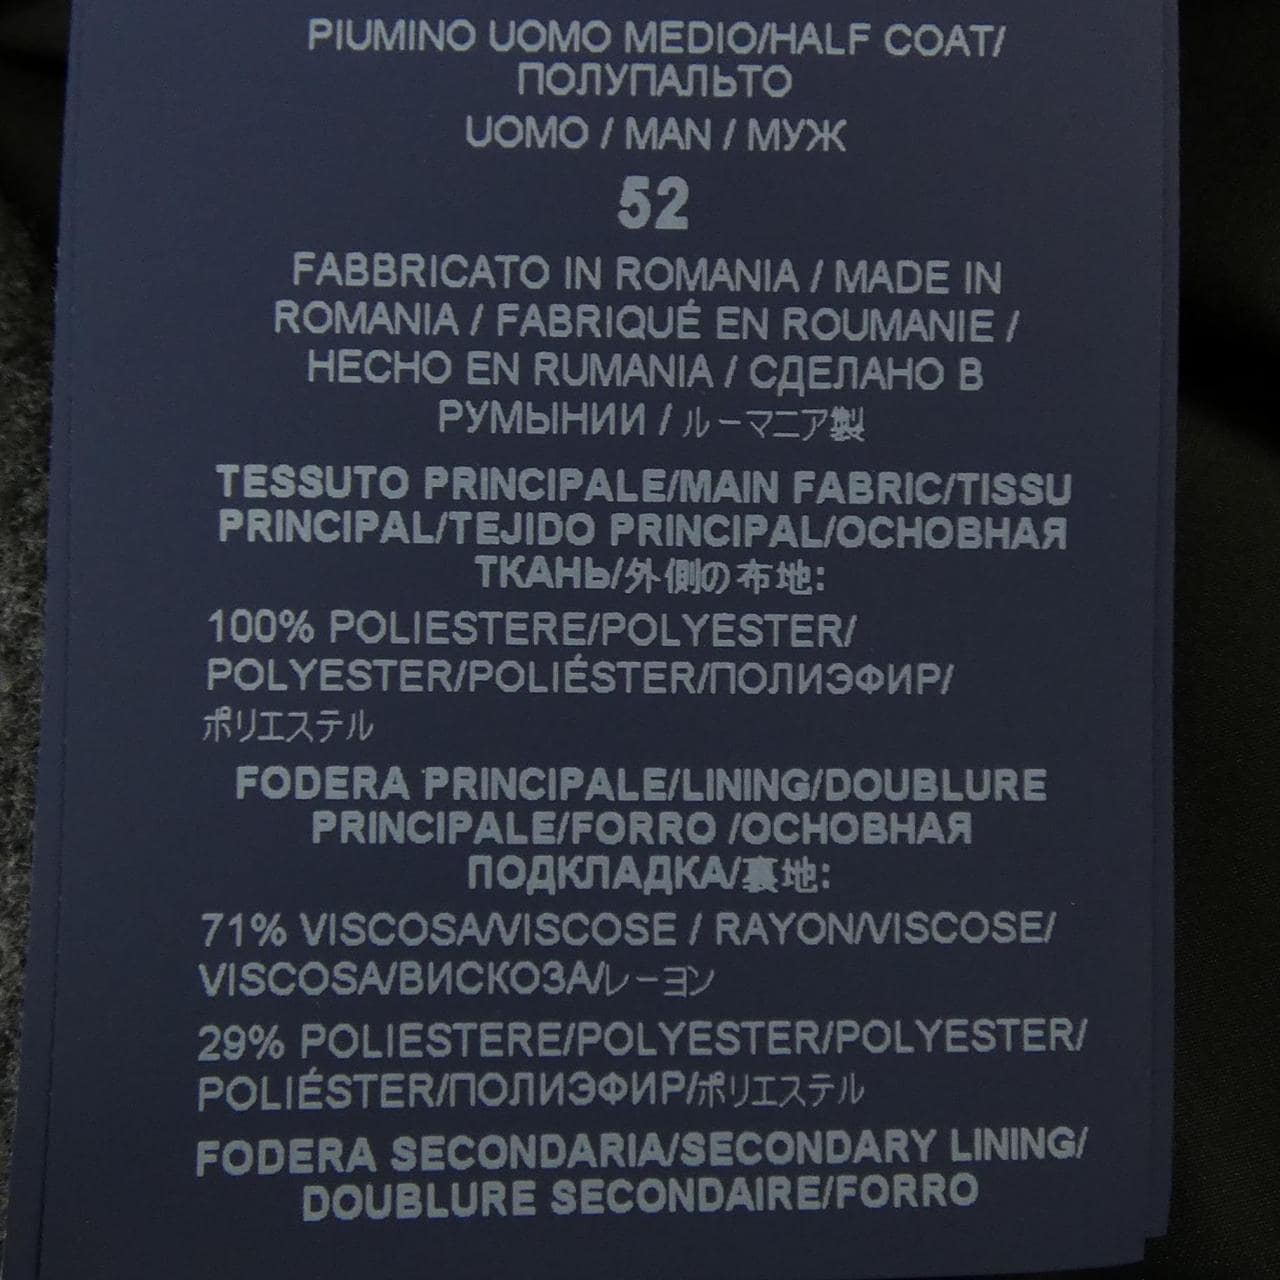 PIUMINO UOMO MEDIO/HALF COAT/
ПОЛУПАЛЬТО
UOMO / MAN / МУЖ
52
FABBRICATO IN ROMANIA / MADE IN
ROMANIA / FABRIQUÉ EN ROUMANIE /
HECHO EN RUMANIA / СДЕЛАНО В
РУМЫНИИ / ルーマニア製
TESSUTO PRINCIPALE/MAIN FABRIC/TISSU
PRINCIPAL/TEJIDO PRINCIPAL/ОСНОВНАЯ
ТКАНЬ/外側の布地:
100% POLIESTERE/POLYESTER/
POLYESTER/POLIÉSTER/ПОЛИЭФИР/
ポリエステル
FODERA PRINCIPALE/LINING/DOUBLURE
PRINCIPALE/FORRO /ОСНОВНАЯ
ПОДКЛАДКА/裏地:
71% VISCOSA/VISCOSE / RAYON/VISCOSE/
VISCOSA/ВИСКОЗА/レーヨン
29% POLIESTERE/POLYESTER/POLYESTER/
POLIÉSTER/ПОЛИЭФИР/ポリエステル
FODERA SECONDARIA/SECONDARY LINING/
DOUBLURE SECONDAIRE/FORRO